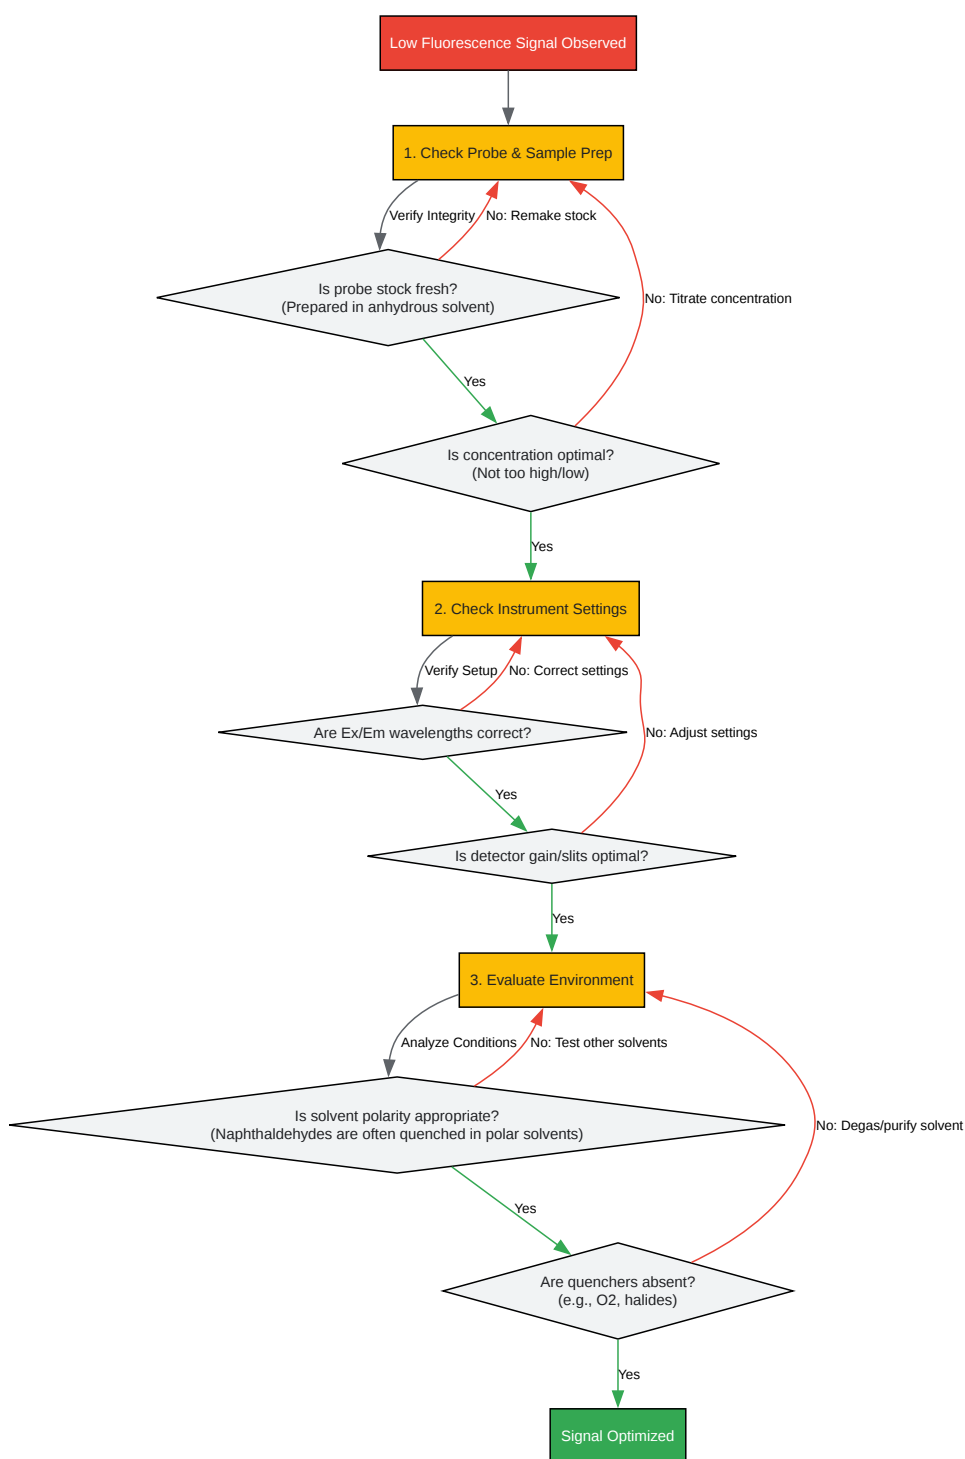 Low Fluorescence Signal Observed
1. Check Probe & Sample Prep
Verify Integrity
No: Remake stock
Is probe stock fresh?
(Prepared in anhydrous solvent)
No: Titrate concentration
Yes
Is concentration optimal?
(Not too high/low)
Yes
2. Check Instrument Settings
Verify Setup
No: Correct settings
Are Ex/Em wavelengths correct?
No: Adjust settings
Yes
Is detector gain/slits optimal?
Yes
3. Evaluate Environment
Analyze Conditions
No: Test other solvents
Is solvent polarity appropriate?
(Naphthaldehydes are often quenched in polar solvents)
No: Degas/purify solvent
Yes
Are quenchers absent?
(e.g., O2, halides)
Yes
Signal Optimized